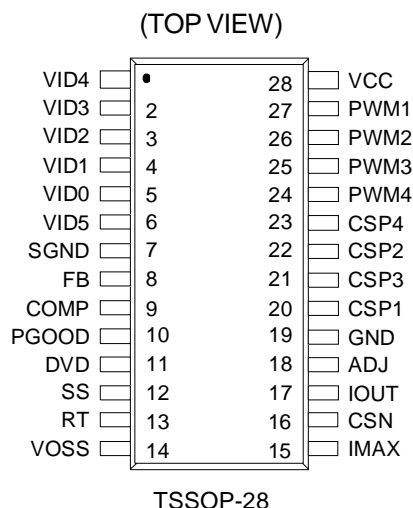 (TOP VIEW)
VID4 28 VCC
VID3 2 27 PWM1
VID2 3 26 PWM2
VID1 4 25 PWM3
VID0 5 24 PWM4
VID5 6 23 CSP4
SGND 7 22 CSP2
FB 8 21 CSP3
COMP 9 20 CSP1
PGOOD 10 19 GND
DVD 11 18 ADJ
SS 12 17 IOUT
RT 13 16 CSN
VOSS 14 15 IMAX
TSSOP-28